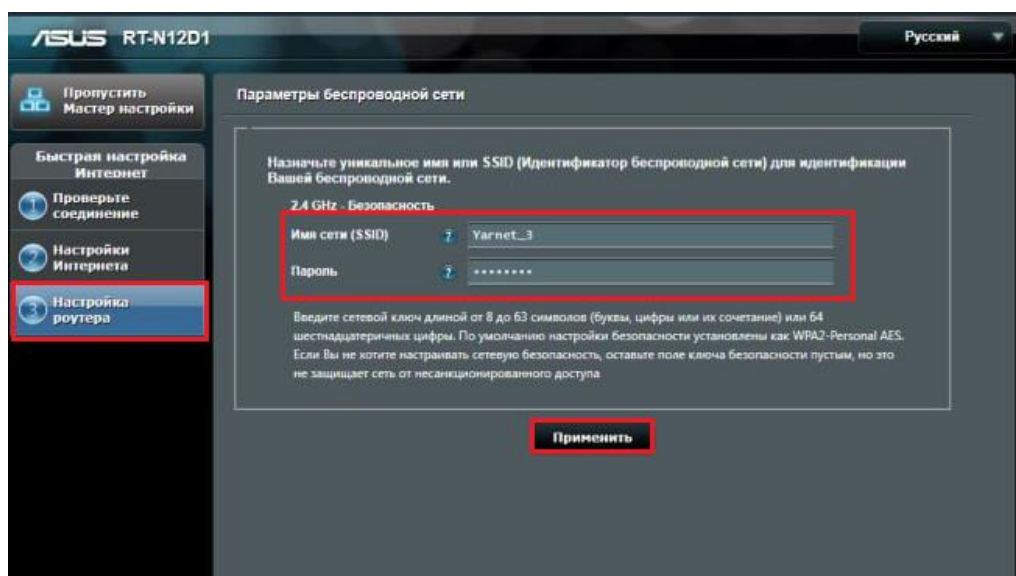 ASUS RT-N12D1
Русский
Пропустить
Мастер настройки
Быстрая настройка
Интернет
1 Проверьте
соединение
2 Настройки
Интернета
3 Настройка
роутера
Параметры беспроводной сети
Назначьте уникальное имя или SSID (Идентификатор беспроводной сети) для идентификации
Вашей беспроводной сети.
2.4 GHz - Безопасность
Имя сети (SSID) ? Yarnet_3
Пароль ? ••••••••
Введите сетевой ключ длиной от 8 до 63 символов (буквы, цифры или их сочетание) или 64
шестнадцатеричных цифры. По умолчанию настройки безопасности установлены как WPA2-Personal AES.
Если Вы не хотите настраивать сетевую безопасность, оставьте поле ключа безопасности пустым, но это
не защищает сеть от несанкционированного доступа
Применить